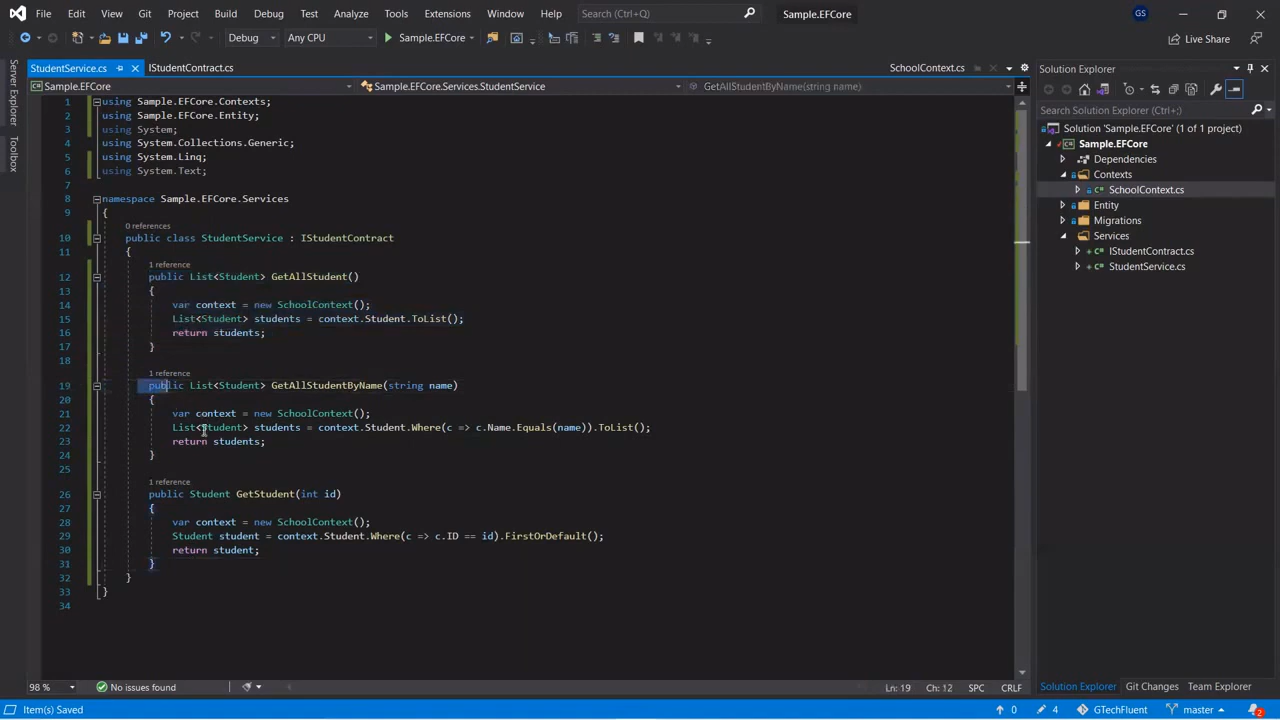 File Edit View Git Project Build Debug Test Analyze Tools Extensions Window Help Search (Ctrl+Q) Sample.EFCore GS
Debug Any CPU Sample.EFCore Live Share
StudentService.cs IStudentContract.cs SchoolContext.cs
Sample.EFCore Sample.EFCore.Services.StudentService GetAllStudentByName(string name)
1 using Sample.EFCore.Contexts;
2 using Sample.EFCore.Entity;
3 using System;
4 using System.Collections.Generic;
5 using System.Linq;
6 using System.Text;
7
8 namespace Sample.EFCore.Services
9 {
0 references
10 public class StudentService : IStudentContract
11 {
1 reference
12 public List<Student> GetAllStudent()
13 {
14 var context = new SchoolContext();
15 List<Student> students = context.Student.ToList();
16 return students;
17 }
18
1 reference
19 public List<Student> GetAllStudentByName(string name)
20 {
21 var context = new SchoolContext();
22 List<Student> students = context.Student.Where(c => c.Name.Equals(name)).ToList();
23 return students;
24 }
25
1 reference
26 public Student GetStudent(int id)
27 {
28 var context = new SchoolContext();
29 Student student = context.Student.Where(c => c.ID == id).FirstOrDefault();
30 return student;
31 }
32 }
33 }
34
98 % No issues found Ln: 19 Ch: 12 SPC CRLF
Server Explorer
Toolbox
Solution Explorer
Search Solution Explorer (Ctrl+;)
Solution 'Sample.EFCore' (1 of 1 project)
Sample.EFCore
Dependencies
Contexts
SchoolContext.cs
Entity
Migrations
Services
IStudentContract.cs
StudentService.cs
Solution Explorer Git Changes Team Explorer
Item(s) Saved 0 4 GTechFluent master 2